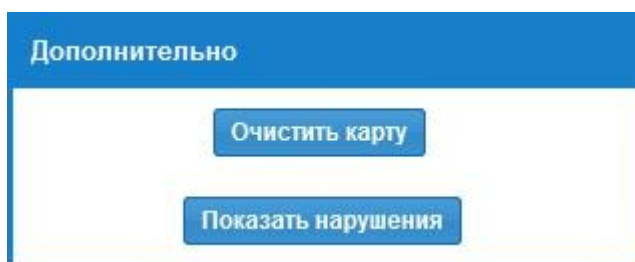 Дополнительно
Очистить карту
Показать нарушения